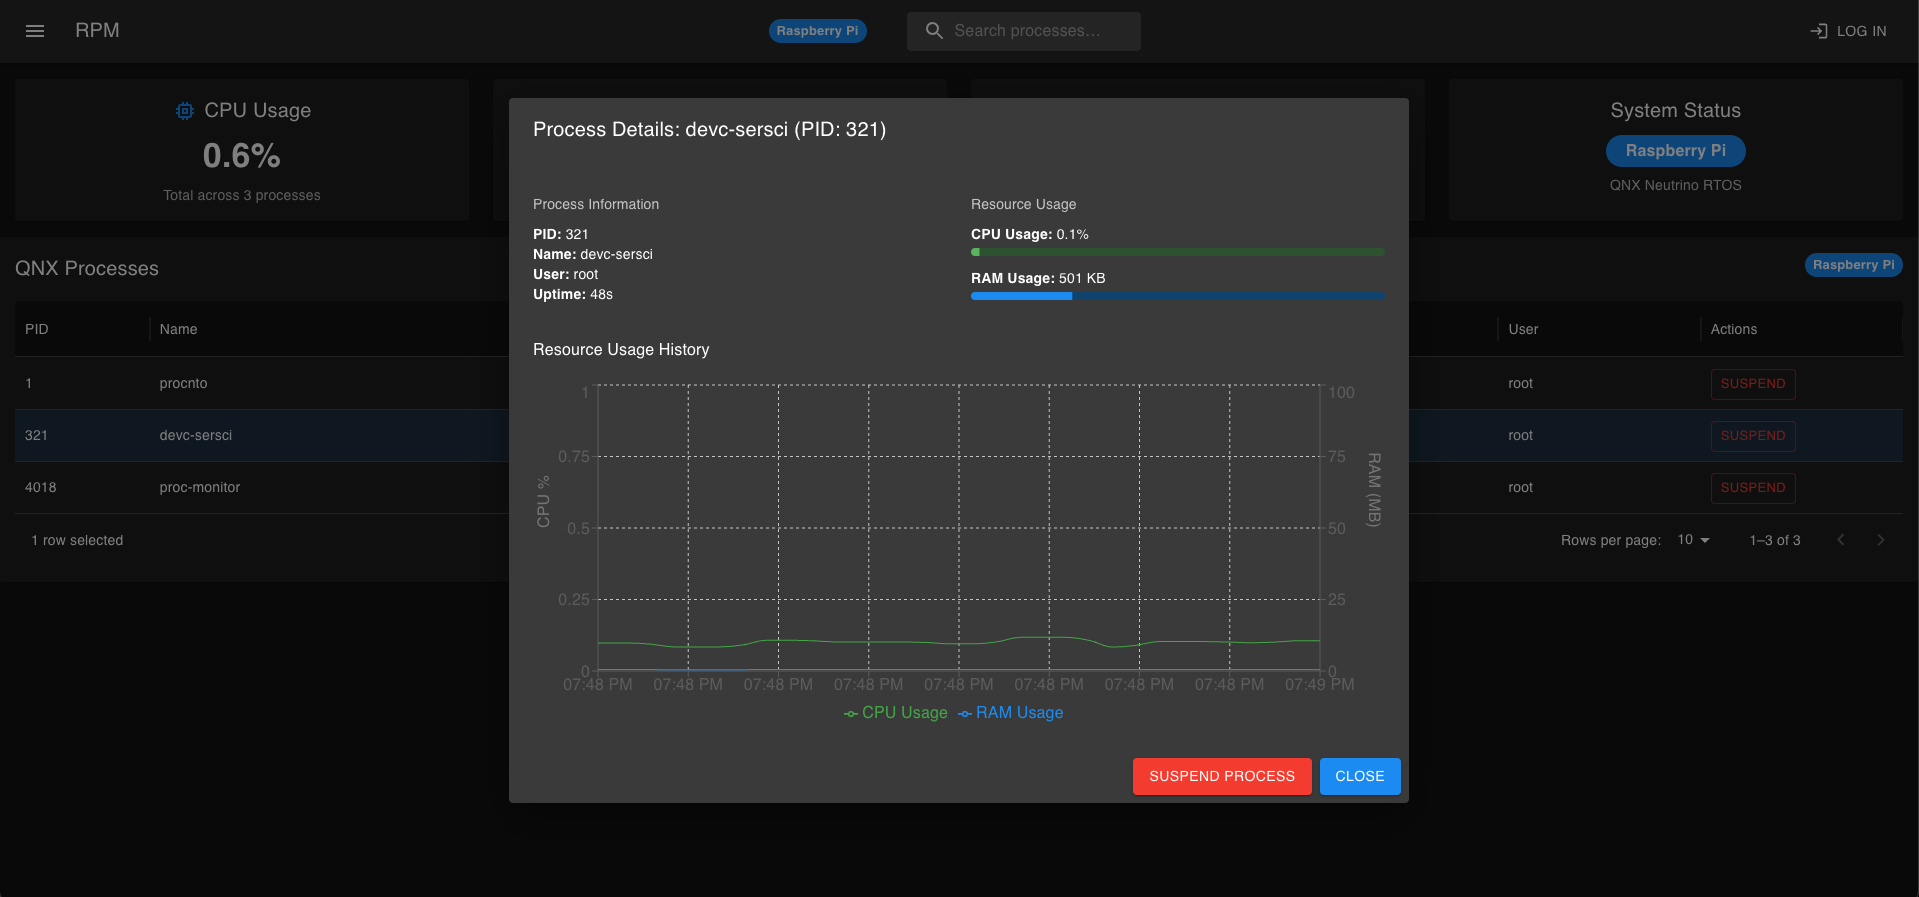 RPM
Raspberry Pi
Search processes...
LOG IN
CPU Usage
0.6%
Total across 3 processes
System Status
Raspberry Pi
QNX Neutrino RTOS
QNX Processes
Raspberry Pi
PID Name User Actions
1 procnto root SUSPEND
321 devc-sersci root SUSPEND
4018 proc-monitor root SUSPEND
1 row selected
Rows per page: 10 1–3 of 3
Process Details: devc-sersci (PID: 321)
Process Information
PID: 321
Name: devc-sersci
User: root
Uptime: 48s
Resource Usage
CPU Usage: 0.1%
RAM Usage: 501 KB
Resource Usage History
CPU %
1
0.75
0.5
0.25
0
100
75
50
25
0
RAM (MB)
07:48 PM 07:48 PM 07:48 PM 07:48 PM 07:48 PM 07:48 PM 07:48 PM 07:48 PM 07:49 PM
CPU Usage RAM Usage
SUSPEND PROCESS CLOSE